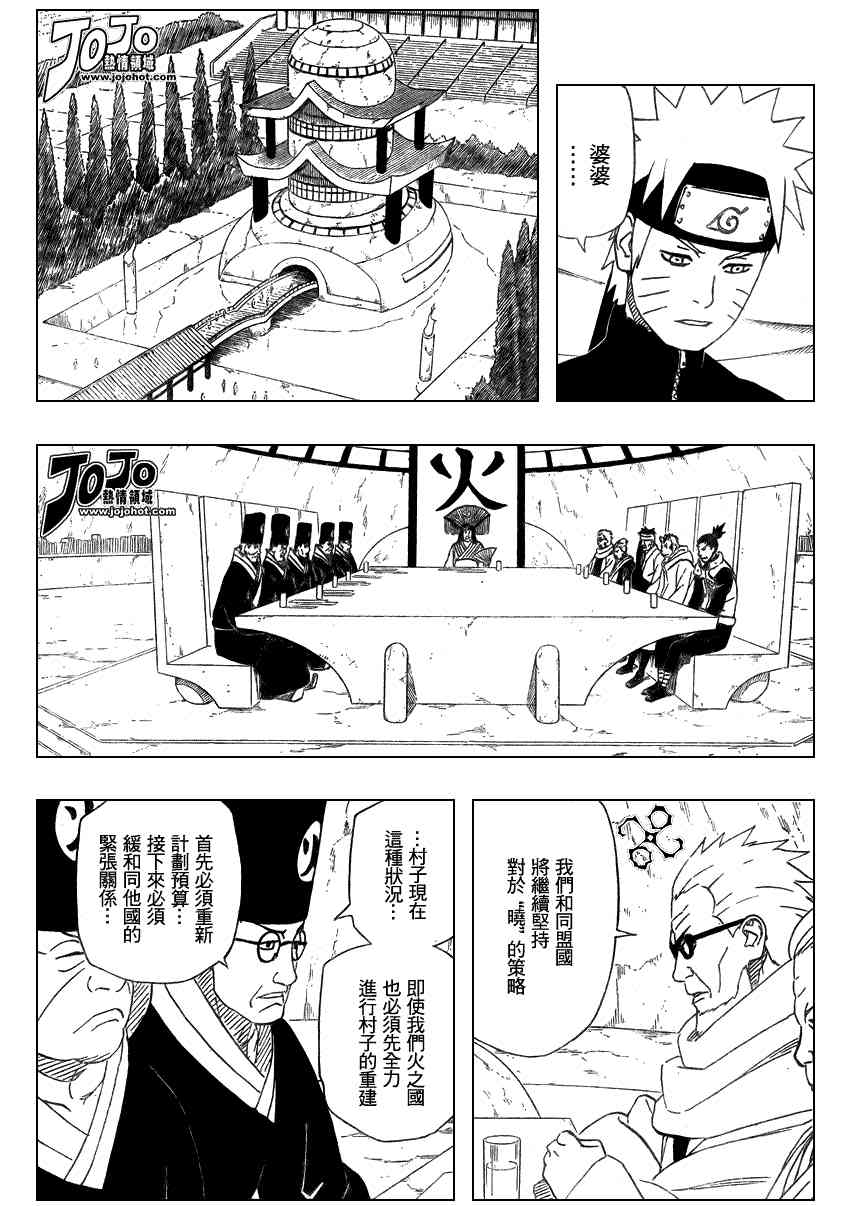 婆婆
……
JOJO
熱情領域
www.jojohot.com
火
JOJO
熱情領域
www.jojohot.com
我們和同盟國
將繼續堅持
對於“曉”的策略
…村子現在
這種狀況…
即使我們火之國
也必須先全力
進行村子的重建
首先必須重新
計劃預算…
接下來必須
緩和同他國的
緊張關係…